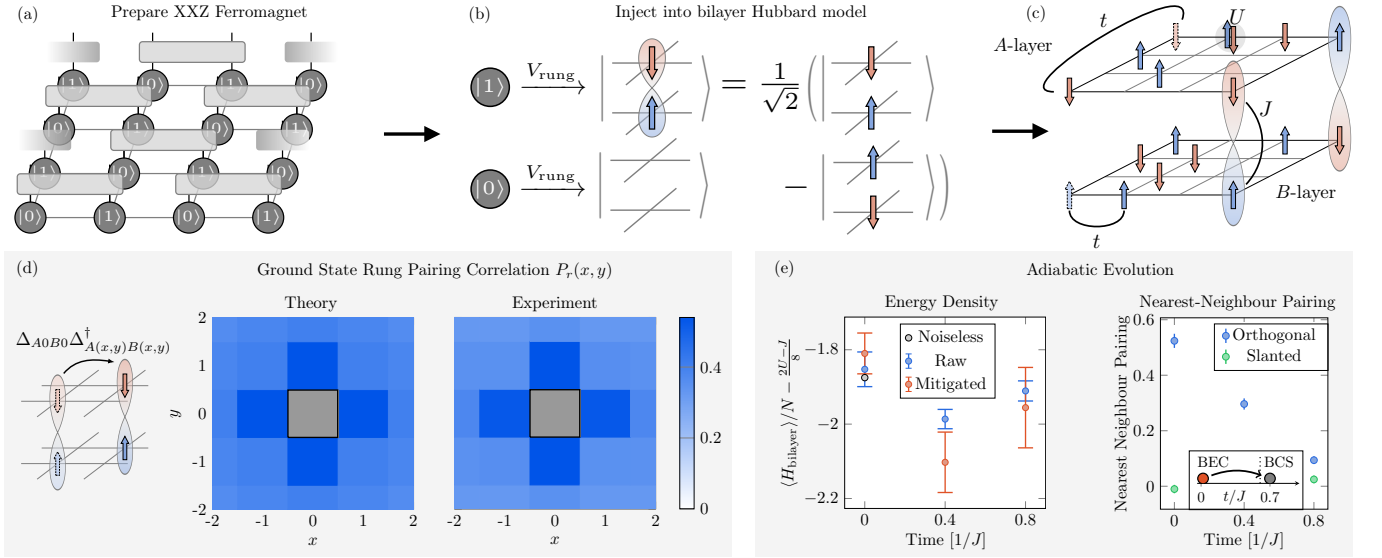 (a)
Prepare XXZ Ferromagnet
|1⟩ |0⟩ |1⟩ |0⟩
|0⟩ |1⟩ |0⟩ |1⟩
|1⟩ |0⟩ |1⟩ |0⟩
|0⟩ |1⟩ |0⟩ |1⟩
(b)
Inject into bilayer Hubbard model
|1⟩ V_rung = 1/√2 (
|0⟩ V_rung − )
(c)
t
U
A-layer
J
B-layer
t
(d)
Ground State Rung Pairing Correlation P_r(x, y)
Theory
Experiment
Δ_{A0B0}Δ†_{A(x,y)B(x,y)}
2
1
0
-1
-2
y
-2 -1 0 1 2
x
-2 -1 0 1 2
x
0.4
0.2
0
(e)
Adiabatic Evolution
Energy Density
Noiseless
Raw
Mitigated
−1.8
−2
−2.2
⟨H_bilayer⟩/N − (2U−J)/8
0 0.4 0.8
Time [1/J]
Nearest-Neighbour Pairing
Orthogonal
Slanted
0.6
0.4
0.2
0
Nearest Neighbour Pairing
BEC BCS
0 t/J 0.7
0 0.4 0.8
Time [1/J]